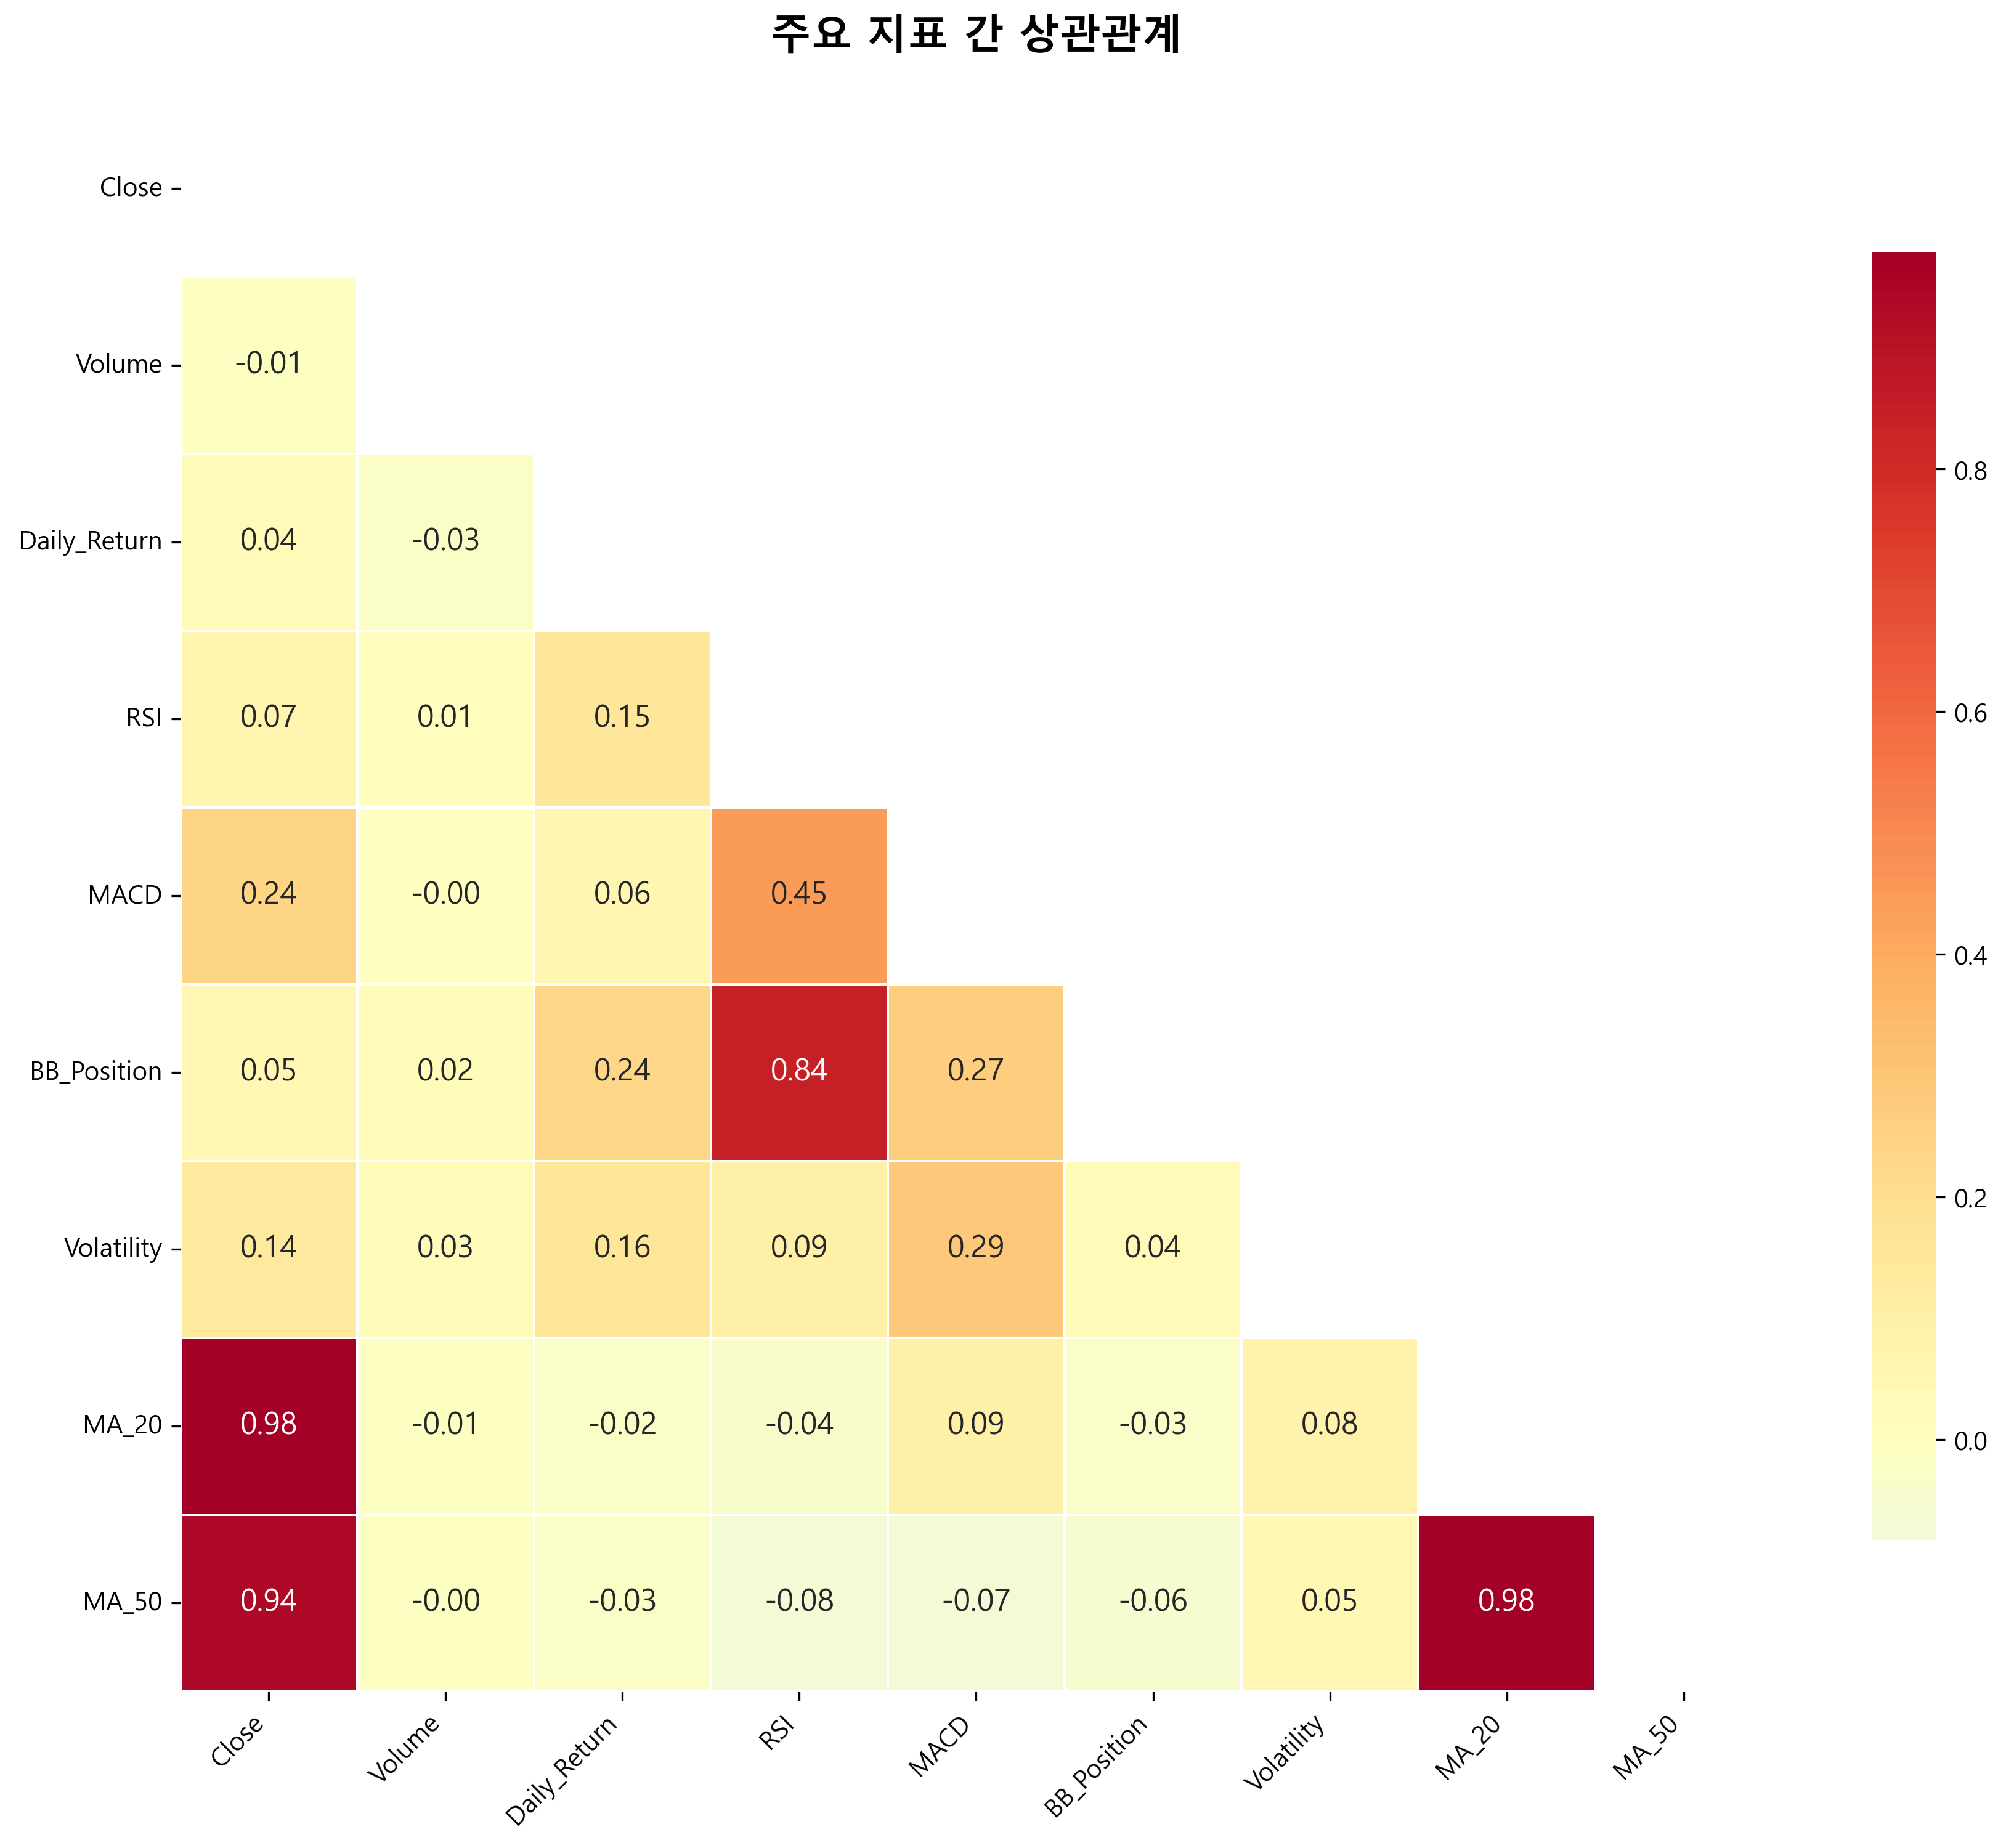 주요 지표 간 상관관계
Close
Volume -0.01
Daily_Return 0.04 -0.03
RSI 0.07 0.01 0.15
MACD 0.24 -0.00 0.06 0.45
BB_Position 0.05 0.02 0.24 0.84 0.27
Volatility 0.14 0.03 0.16 0.09 0.29 0.04
MA_20 0.98 -0.01 -0.02 -0.04 0.09 -0.03 0.08
MA_50 0.94 -0.00 -0.03 -0.08 -0.07 -0.06 0.05 0.98
Close Volume Daily_Return RSI MACD BB_Position Volatility MA_20 MA_50
0.8
0.6
0.4
0.2
0.0